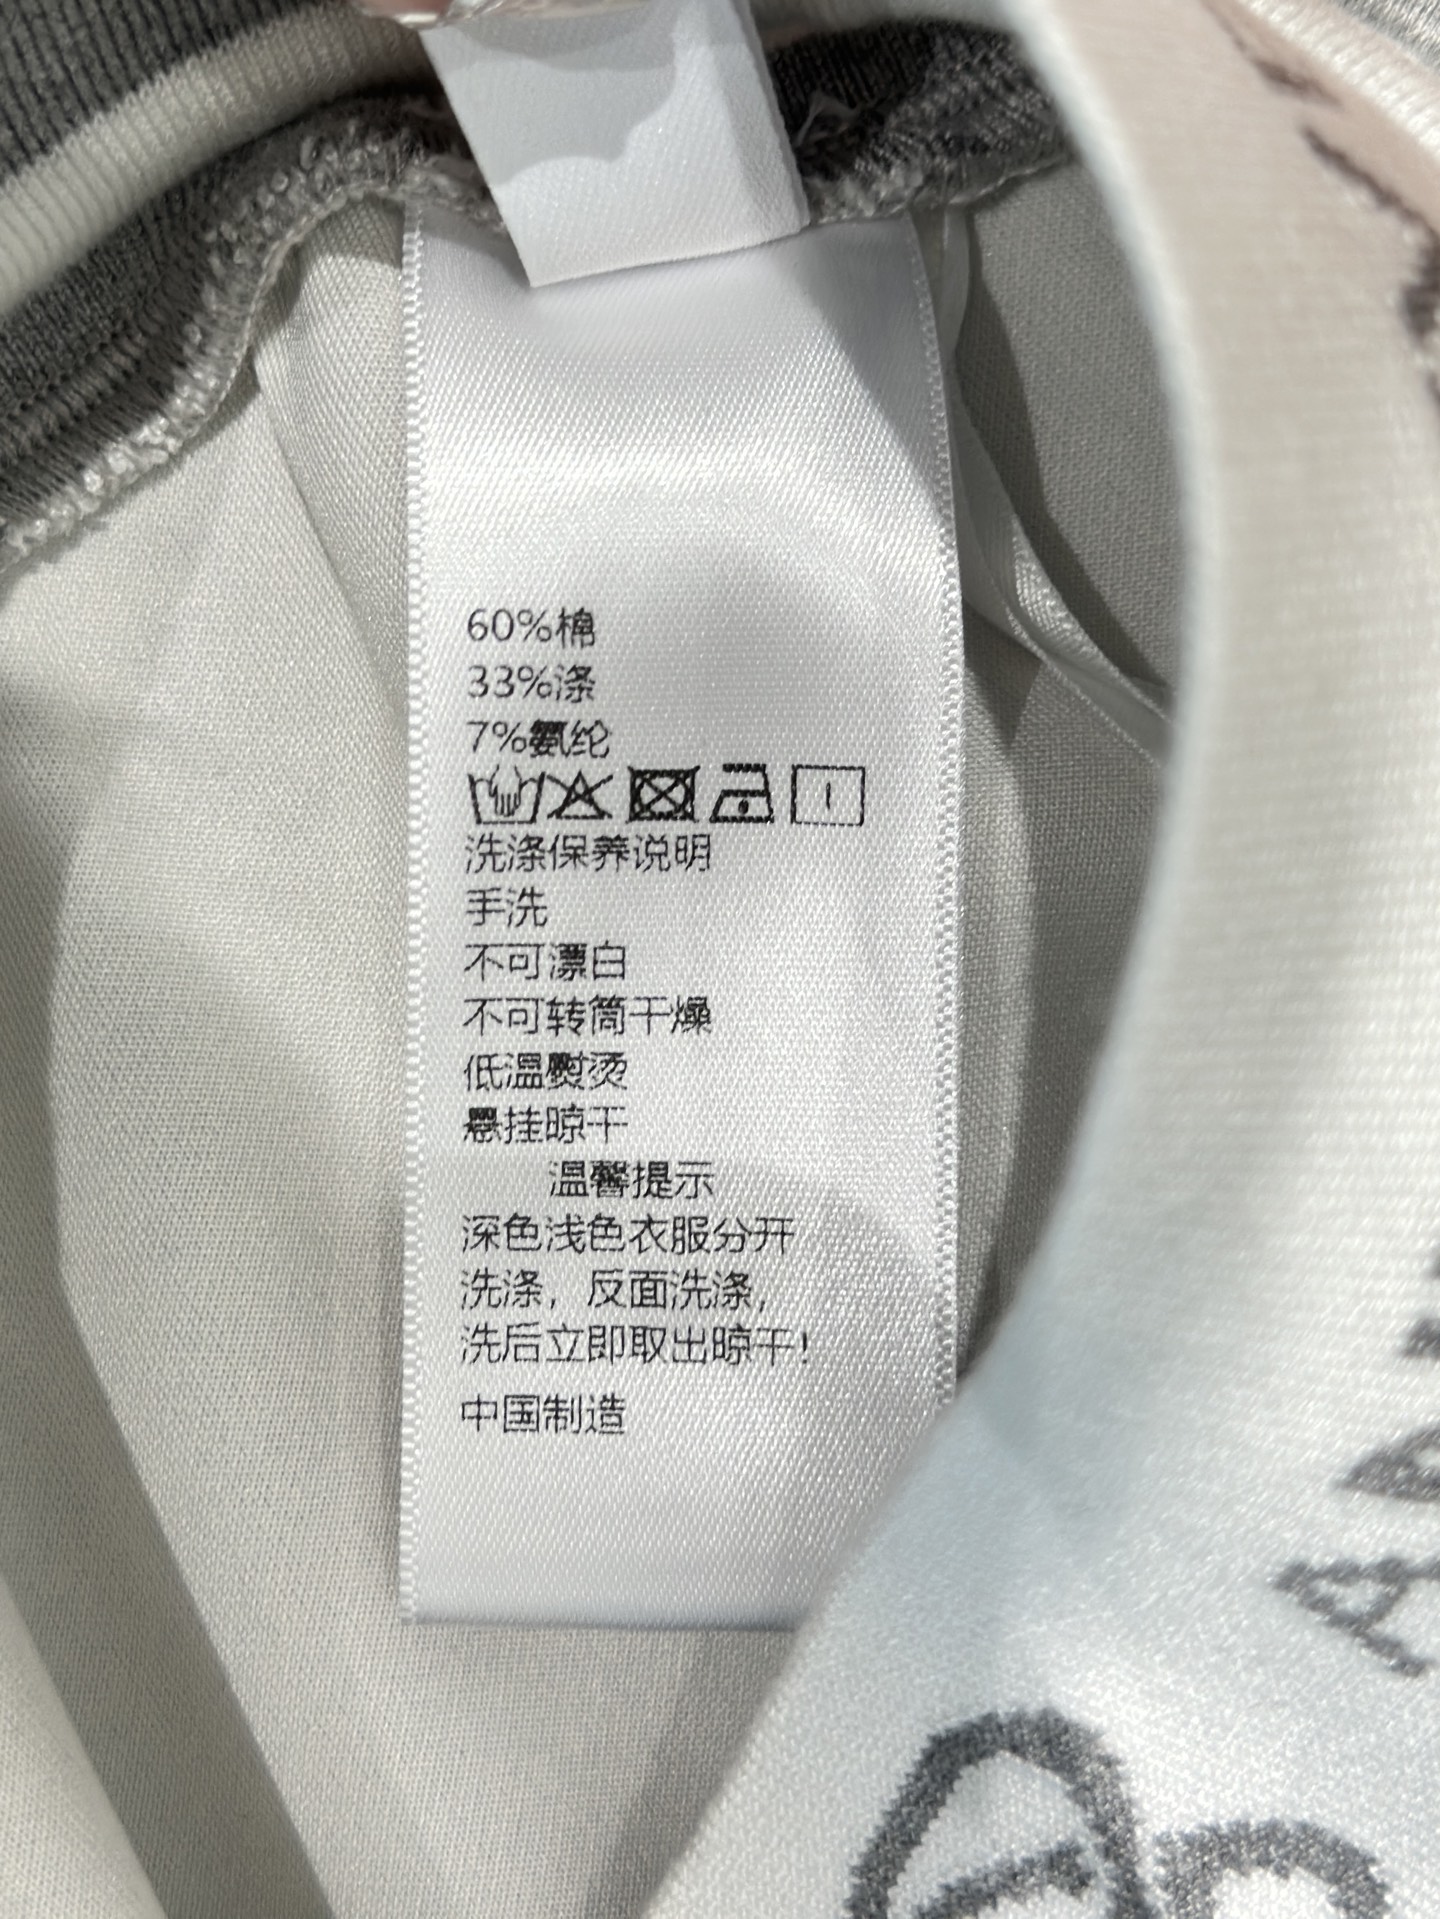 60%棉
33%涤
7%氨纶
洗涤保养说明
手洗
不可漂白
不可转筒干燥
低温熨烫
悬挂晾干
温馨提示
深色浅色衣服分开
洗涤，反面洗涤，
洗后立即取出晾干！
中国制造